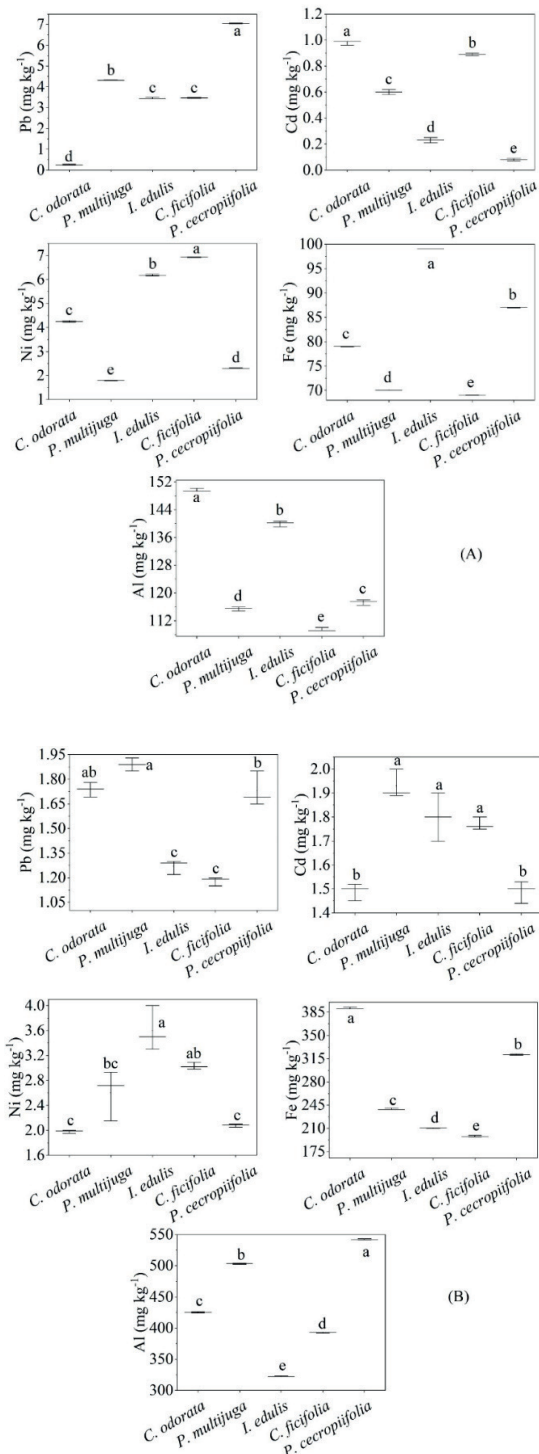 Pb (mg kg⁻¹)
7
6
5
4
3
2
1
0
d
b
c
c
a
C. odorata
P. multijuga
I. edulis
C. ficifolia
P. cecropiifolia
Cd (mg kg⁻¹)
1.2
1.0
0.8
0.6
0.4
0.2
0.0
a
c
d
b
e
C. odorata
P. multijuga
I. edulis
C. ficifolia
P. cecropiifolia
Ni (mg kg⁻¹)
7
6
5
4
3
2
1
c
e
b
a
d
C. odorata
P. multijuga
I. edulis
C. ficifolia
P. cecropiifolia
Fe (mg kg⁻¹)
100
95
90
85
80
75
70
c
d
a
e
b
C. odorata
P. multijuga
I. edulis
C. ficifolia
P. cecropiifolia
Al (mg kg⁻¹)
152
144
136
128
120
112
a
d
b
e
c
C. odorata
P. multijuga
I. edulis
C. ficifolia
P. cecropiifolia
(A)
Pb (mg kg⁻¹)
1.95
1.80
1.65
1.50
1.35
1.20
1.05
ab
a
c
c
b
C. odorata
P. multijuga
I. edulis
C. ficifolia
P. cecropiifolia
Cd (mg kg⁻¹)
2.0
1.9
1.8
1.7
1.6
1.5
1.4
b
a
a
a
b
C. odorata
P. multijuga
I. edulis
C. ficifolia
P. cecropiifolia
Ni (mg kg⁻¹)
4.0
3.6
3.2
2.8
2.4
2.0
1.6
c
bc
a
ab
c
C. odorata
P. multijuga
I. edulis
C. ficifolia
P. cecropiifolia
Fe (mg kg⁻¹)
385
350
315
280
245
210
175
a
c
d
e
b
C. odorata
P. multijuga
I. edulis
C. ficifolia
P. cecropiifolia
Al (mg kg⁻¹)
550
500
450
400
350
300
c
b
e
d
a
C. odorata
P. multijuga
I. edulis
C. ficifolia
P. cecropiifolia
(B)